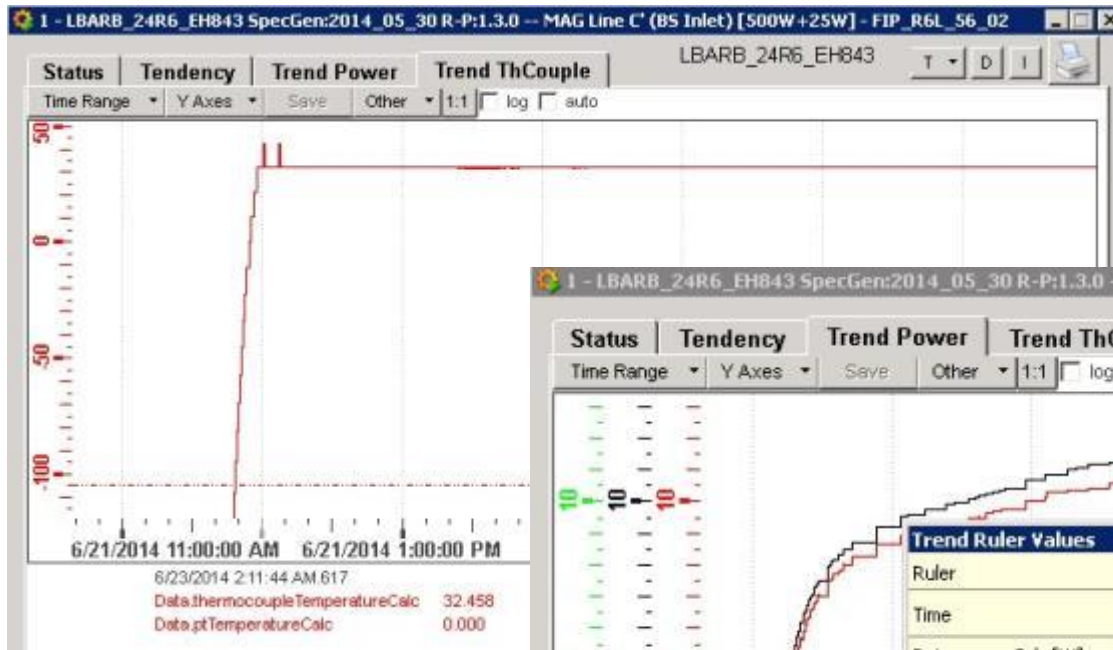 1 - LBARB_24R6_EH843 SpecGen:2014_05_30 R-P:1.3.0 -- MAG Line C' (BS Inlet) [500W+25W] - FIP_R6L_56_02
Status Tendency Trend Power Trend ThCouple LBARB_24R6_EH843 T D I
Time Range Y Axes Save Other 1:1 log auto
50
0
-50
-100
6/21/2014 11:00:00 AM 6/21/2014 1:00:00 PM
6/23/2014 2:11:44 AM.617
Data.thermocoupleTemperatureCalc 32.458
Data.ptTemperatureCalc 0.000
1 - LBARB_24R6_EH843 SpecGen:2014_05_30 R-P:1.3.0 -
Status Tendency Trend Power Trend Th
Time Range Y Axes Save Other 1:1 log
10 10 10
Trend Ruler Values
Ruler
Time